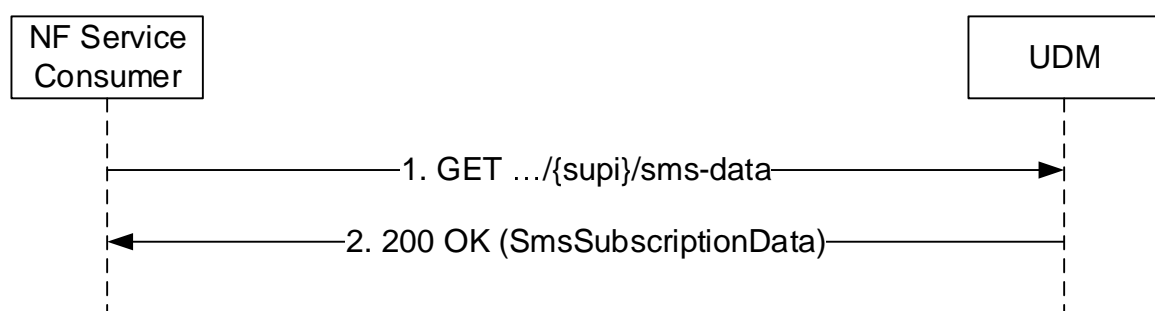 NF Service
Consumer
UDM
1. GET …/{supi}/sms-data
2. 200 OK (SmsSubscriptionData)